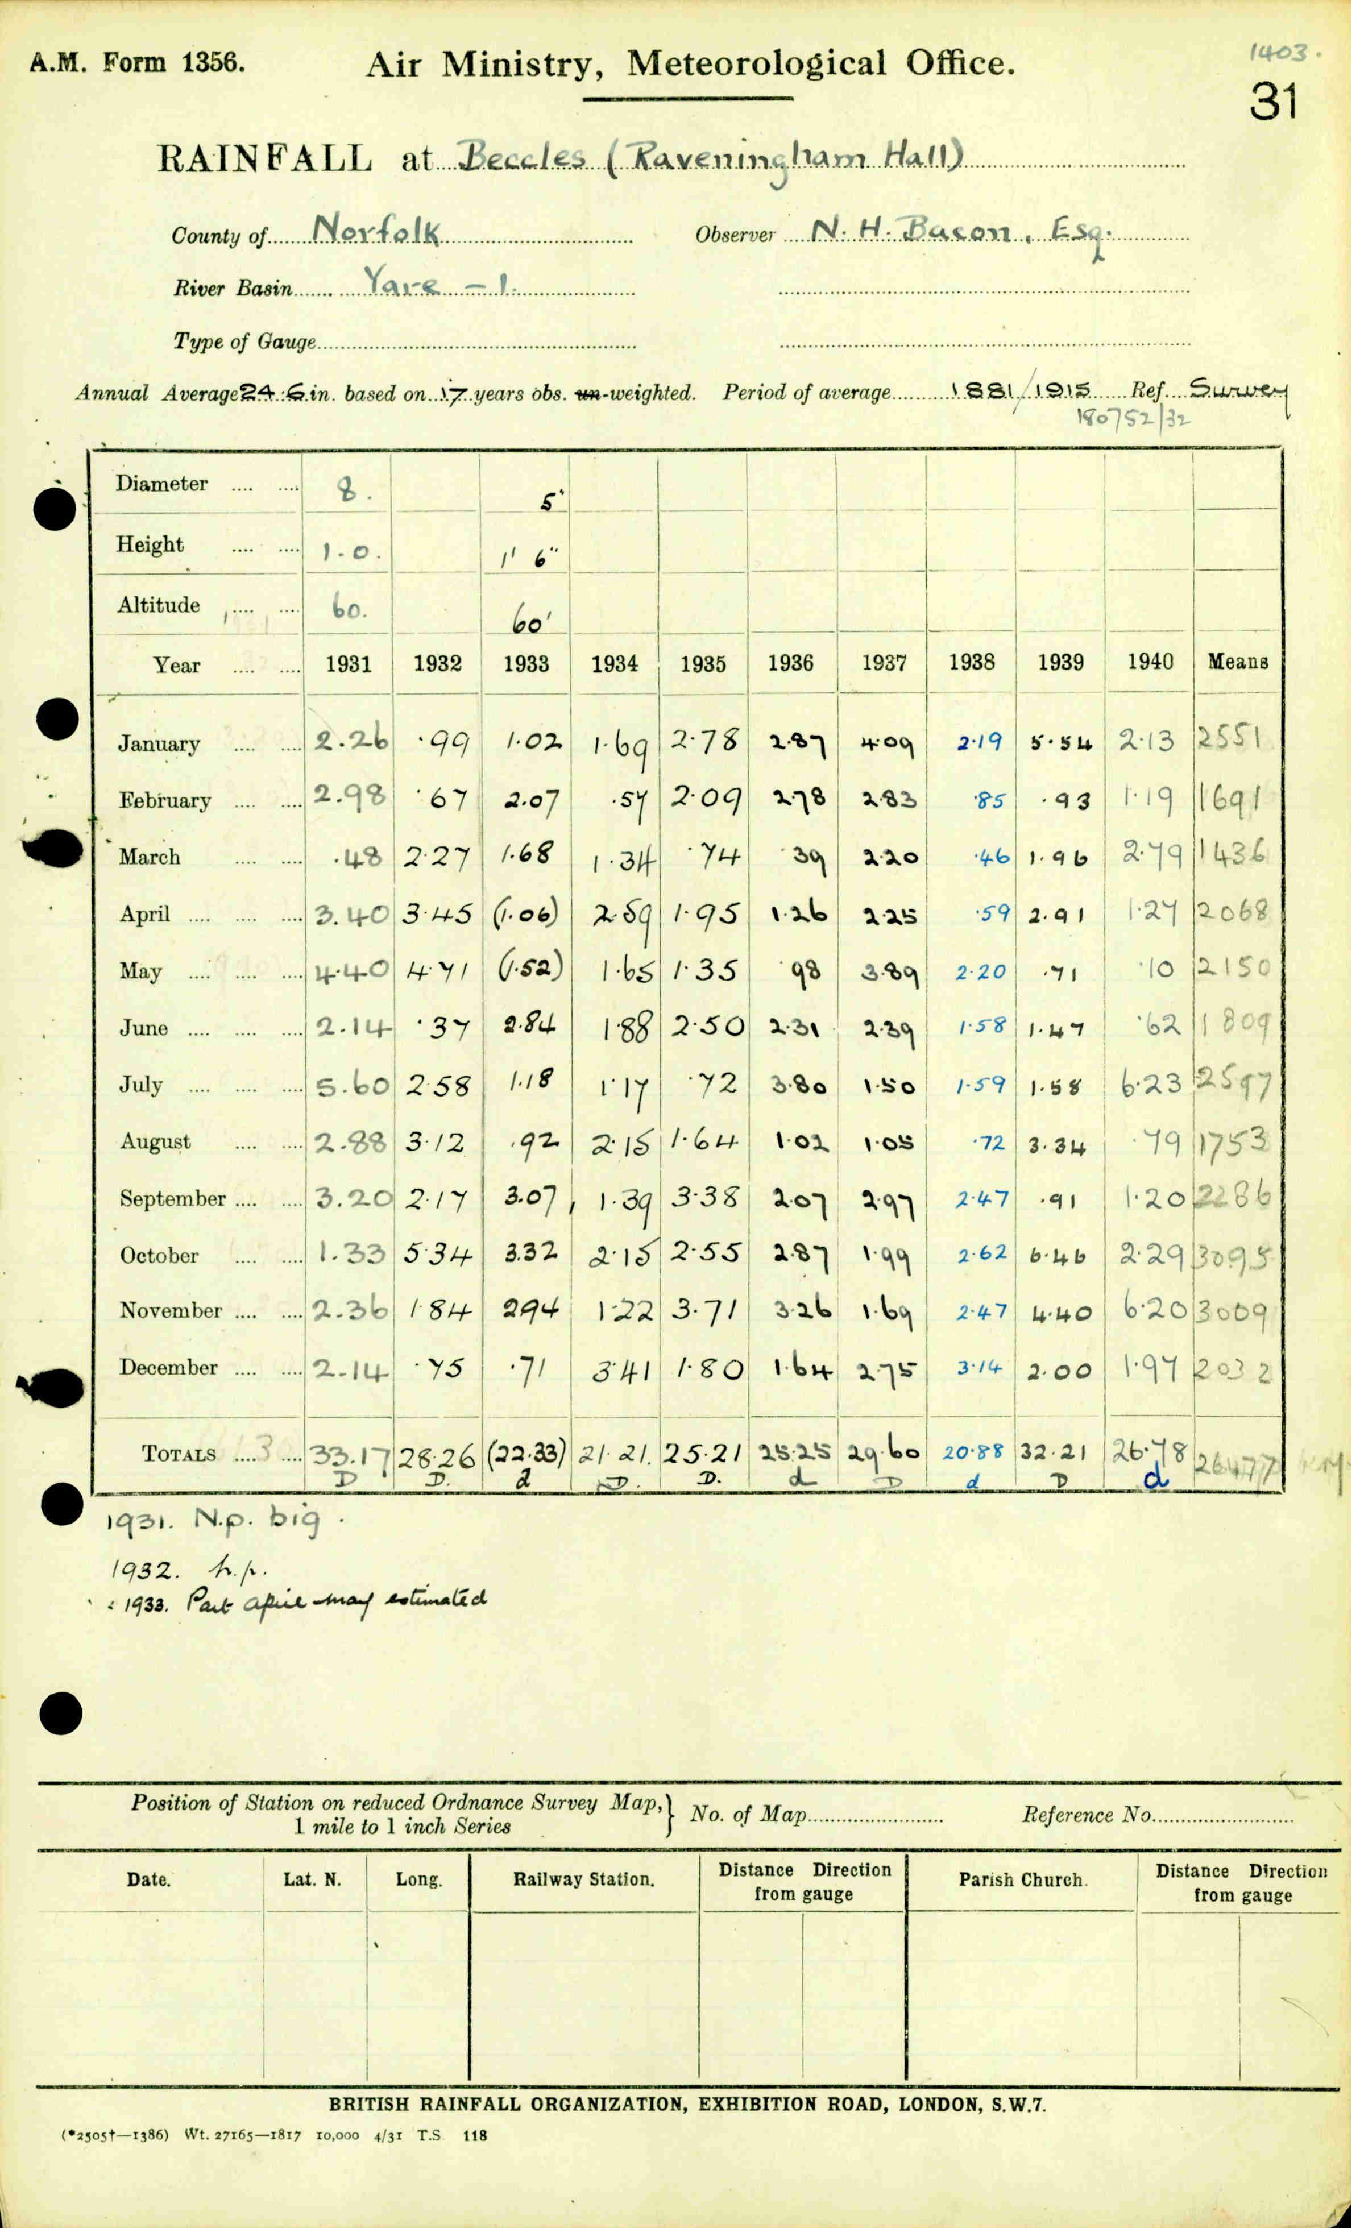 1403.
A.M. Form 1356. Air Ministry, Meteorological Office.
31
RAINFALL at Beccles (Raveningham Hall)
County of Norfolk Observer N. H. Bacon, Esq.
River Basin Yare - 1.
Type of Gauge
Annual Average 24.6 in. based on 17 years obs. un-weighted. Period of average 1881/1915 Ref. Survey
180752/32
Diameter 8. 5"
Height 1-0. 1' 6"
Altitude 60. 60'
Year 1931 1932 1933 1934 1935 1936 1937 1938 1939 1940 Means
January 2.26 .99 1.02 1.69 2.78 2.87 4.09 2.19 5.54 2.13 2551
February 2.98 .67 2.07 .57 2.09 2.78 2.83 .85 .93 1.19 1691
March .48 2.27 1.68 1.34 .74 .39 2.20 .46 1.96 2.79 1436
April 3.40 3.45 (1.06) 2.59 1.95 1.26 2.25 .59 2.91 1.27 2068
May 4.40 4.71 (1.52) 1.65 1.35 .98 3.89 2.20 .71 .10 2150
June 2.14 .37 2.84 1.88 2.50 2.31 2.39 1.58 1.47 .62 1809
July 5.60 2.58 1.18 1.17 .72 3.80 1.50 1.59 1.58 6.23 2597
August 2.88 3.12 .92 2.15 1.64 1.02 1.05 .72 3.34 .79 1753
September 3.20 2.17 3.07 1.39 3.38 2.07 2.97 2.47 .91 1.20 2286
October 1.33 5.34 3.32 2.15 2.55 2.87 1.99 2.62 6.46 2.29 3095
November 2.36 1.84 2.94 1.22 3.71 3.26 1.69 2.47 4.40 6.20 3009
December 2.14 .75 .71 3.41 1.80 1.64 2.75 3.14 2.00 1.97 2032
TOTALS 33.17 28.26 (22.33) 21.21. 25.21 25.25 29.60 20.88 32.21 26.78 26477
D D. d D. D. d D d D d
1931. N.p. big.
1932. n.p.
1933. Part April May estimated
Position of Station on reduced Ordnance Survey Map,} No. of Map Reference No.
1 mile to 1 inch Series
Date. Lat. N. Long. Railway Station. Distance Direction Parish Church. Distance Direction
from gauge from gauge
BRITISH RAINFALL ORGANIZATION, EXHIBITION ROAD, LONDON, S.W.7.
(*2505†—1386) Wt. 27165—1817 10,000 4/31 T.S. 118